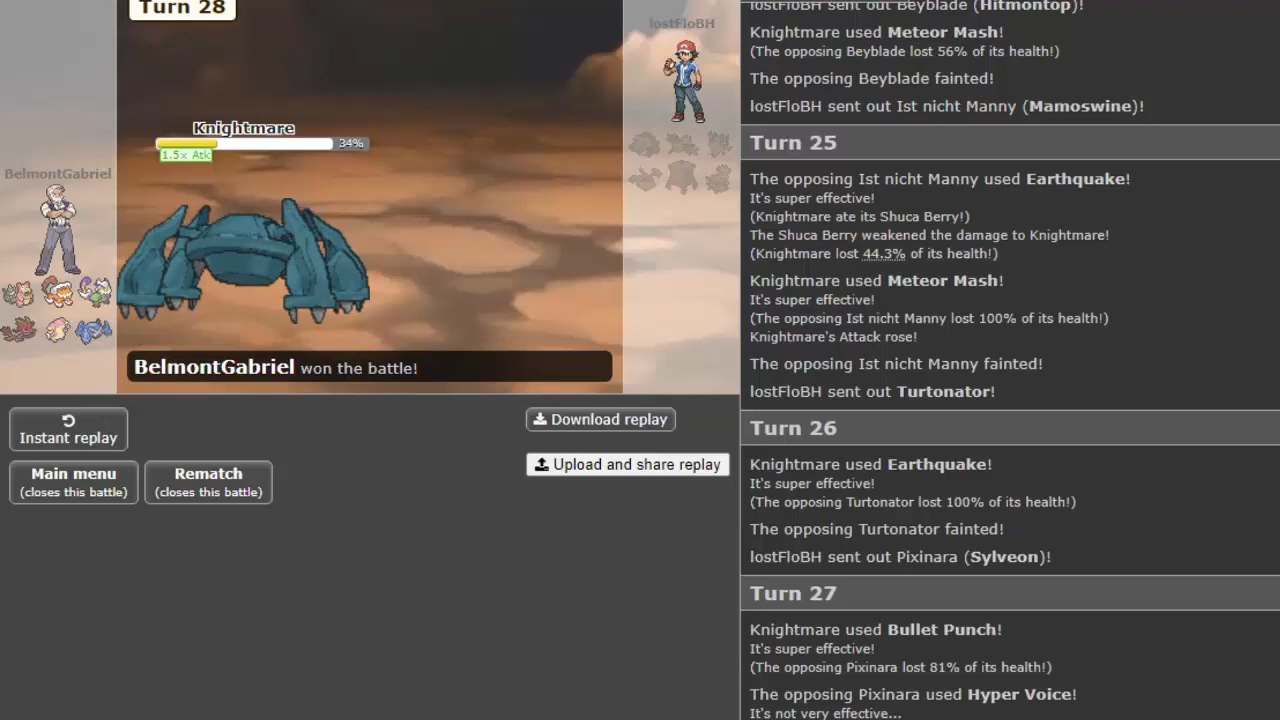 Turn 28
lostFloBH
Knightmare
34%
1.5x Atk
BelmontGabriel
BelmontGabriel won the battle!
Instant replay
Main menu
(closes this battle)
Rematch
(closes this battle)
Download replay
Upload and share replay
lostFloBH sent out Beyblade (Hitmontop)!
Knightmare used Meteor Mash!
(The opposing Beyblade lost 56% of its health!)
The opposing Beyblade fainted!
lostFloBH sent out Ist nicht Manny (Mamoswine)!
Turn 25
The opposing Ist nicht Manny used Earthquake!
It's super effective!
(Knightmare ate its Shuca Berry!)
The Shuca Berry weakened the damage to Knightmare!
(Knightmare lost 44.3% of its health!)
Knightmare used Meteor Mash!
It's super effective!
(The opposing Ist nicht Manny lost 100% of its health!)
Knightmare's Attack rose!
The opposing Ist nicht Manny fainted!
lostFloBH sent out Turtonator!
Turn 26
Knightmare used Earthquake!
It's super effective!
(The opposing Turtonator lost 100% of its health!)
The opposing Turtonator fainted!
lostFloBH sent out Pixinara (Sylveon)!
Turn 27
Knightmare used Bullet Punch!
It's super effective!
(The opposing Pixinara lost 81% of its health!)
The opposing Pixinara used Hyper Voice!
It's not very effective...